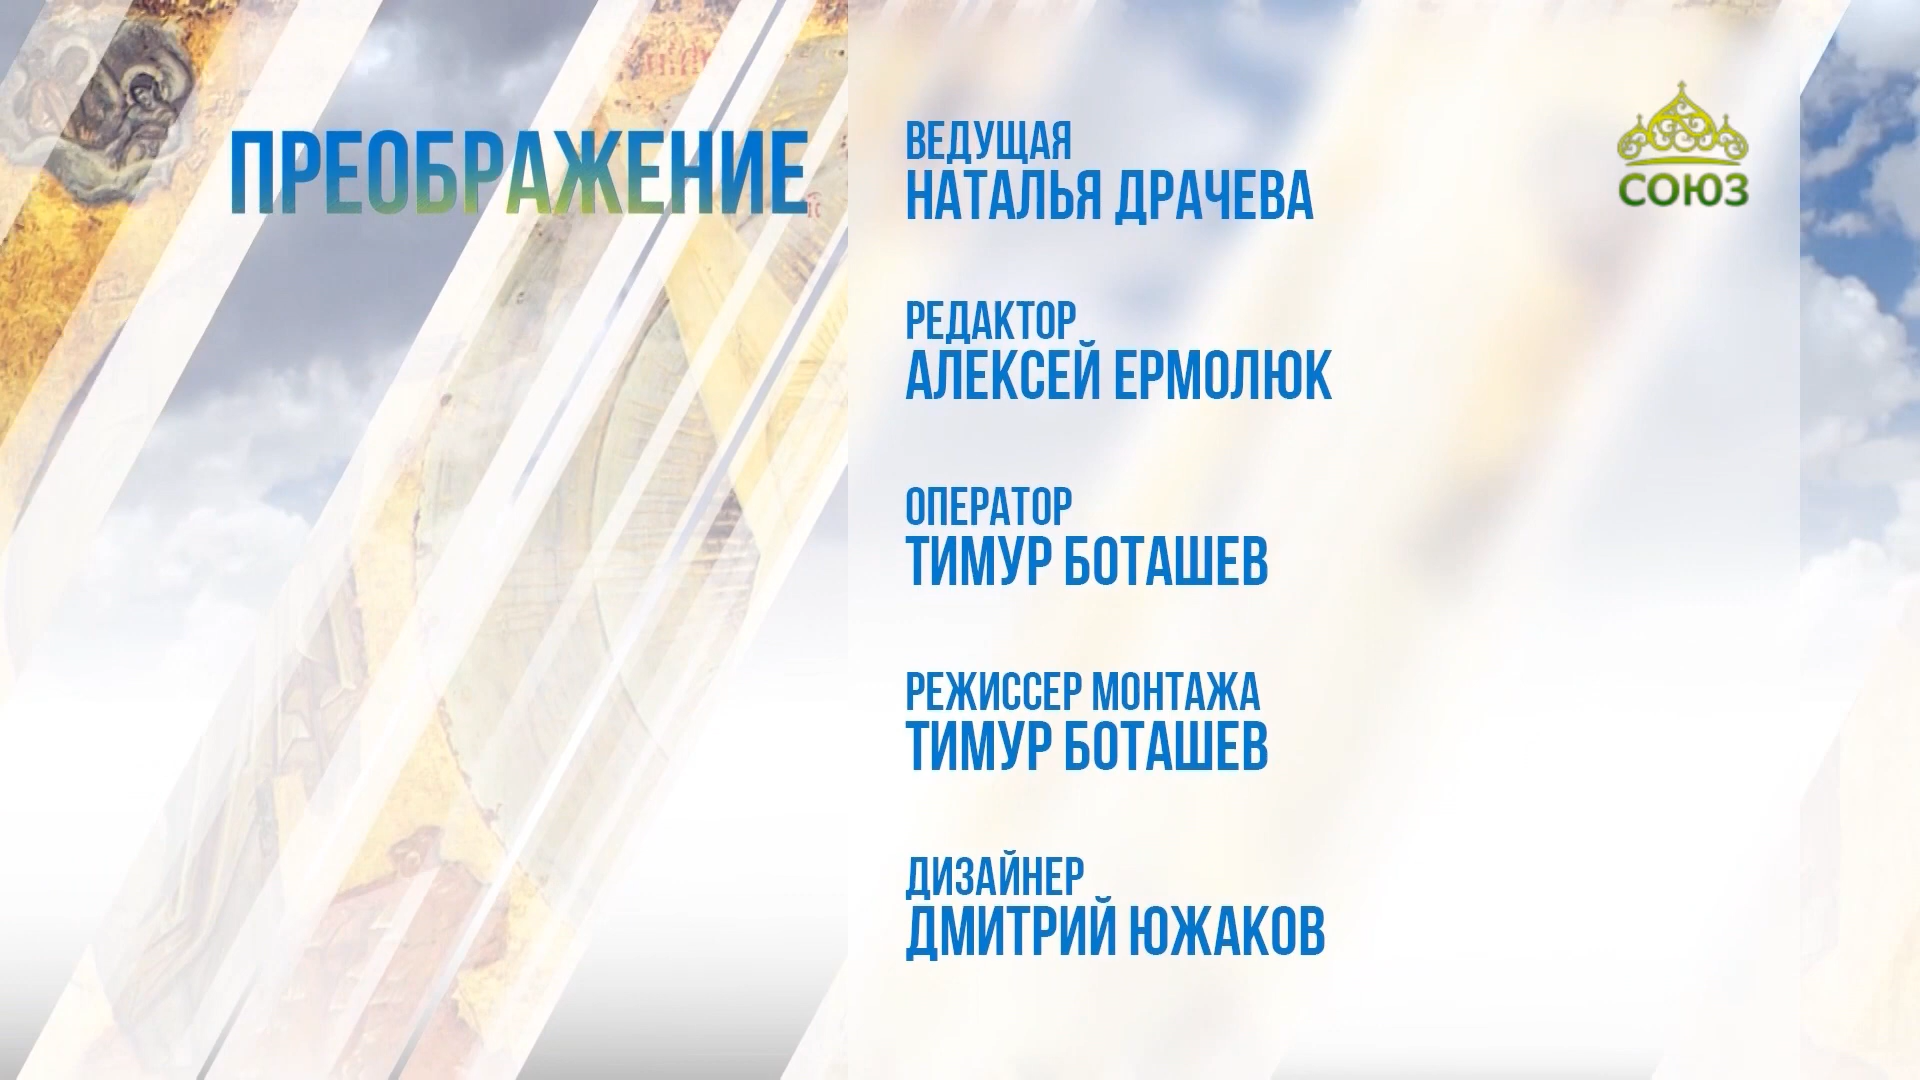 ПРЕОБРАЖЕНИЕ
ВЕДУЩАЯ
НАТАЛЬЯ ДРАЧЕВА
РЕДАКТОР
АЛЕКСЕЙ ЕРМОЛЮК
ОПЕРАТОР
ТИМУР БОТАШЕВ
РЕЖИССЕР МОНТАЖА
ТИМУР БОТАШЕВ
ДИЗАЙНЕР
ДМИТРИЙ ЮЖАКОВ
СОЮЗ